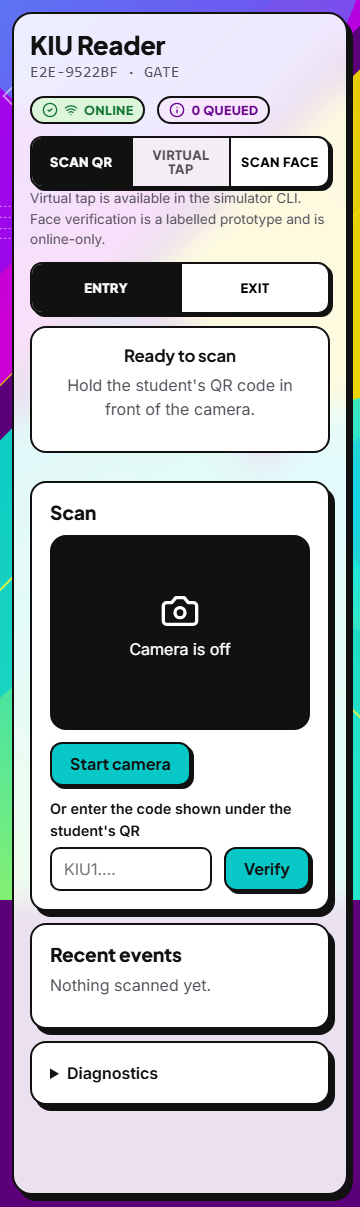 KIU Reader
E2E-9522BF · GATE
ONLINE
0 QUEUED
SCAN QR
VIRTUAL
TAP
SCAN FACE
Virtual tap is available in the simulator CLI.
Face verification is a labelled prototype and is
online-only.
ENTRY
EXIT
Ready to scan
Hold the student's QR code in
front of the camera.
Scan
Camera is off
Start camera
Or enter the code shown under the
student's QR
KIU1....
Verify
Recent events
Nothing scanned yet.
Diagnostics